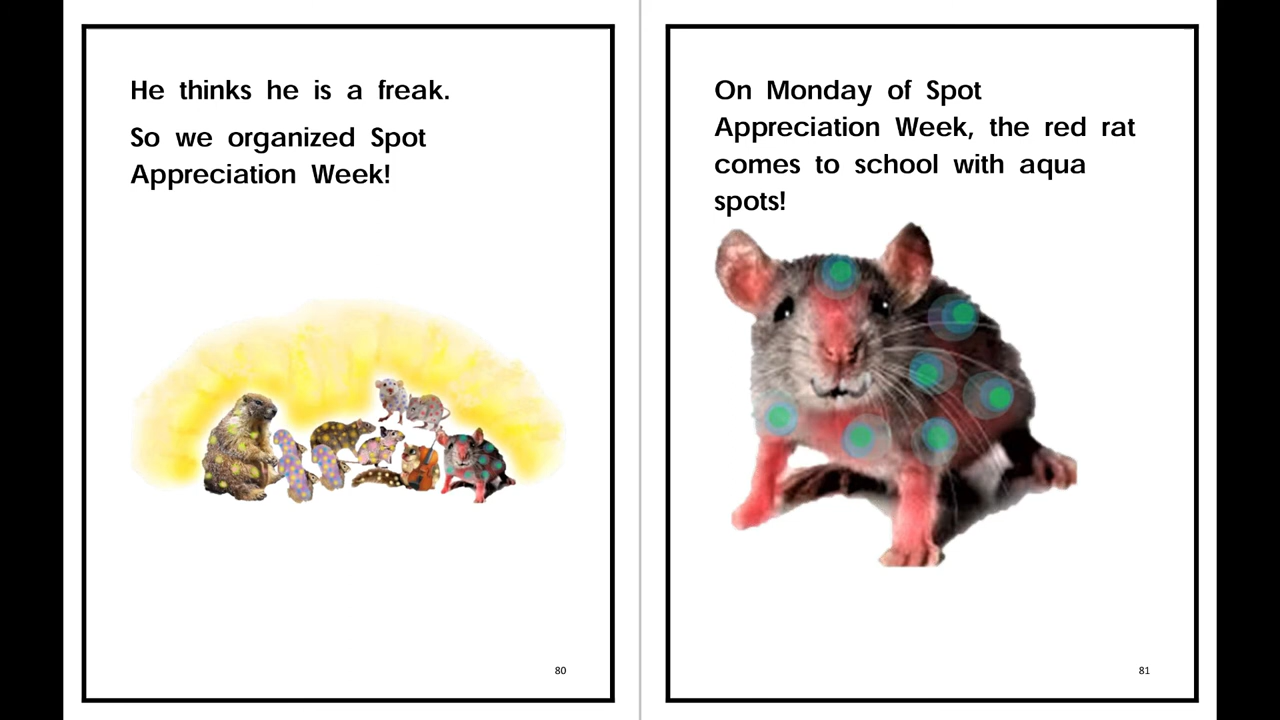 He thinks he is a freak.
So we organized Spot
Appreciation Week!
80
On Monday of Spot
Appreciation Week, the red rat
comes to school with aqua
spots!
81